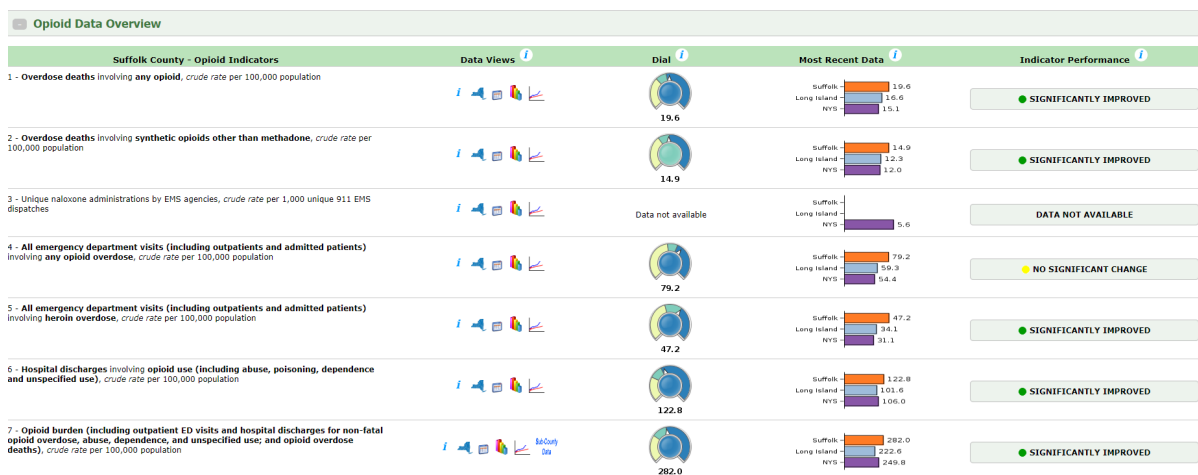 Opioid Data Overview
Suffolk County - Opioid Indicators Data Views i Dial i Most Recent Data i Indicator Performance i
1 - Overdose deaths involving any opioid, crude rate per 100,000 population
i
19.6
Suffolk 19.6
Long Island 16.6
NYS 15.1
SIGNIFICANTLY IMPROVED
2 - Overdose deaths involving synthetic opioids other than methadone, crude rate per
100,000 population
i
14.9
Suffolk 14.9
Long Island 12.3
NYS 12.0
SIGNIFICANTLY IMPROVED
3 - Unique naloxone administrations by EMS agencies, crude rate per 1,000 unique 911 EMS
dispatches
i
Data not available
Suffolk
Long Island
NYS 5.6
DATA NOT AVAILABLE
4 - All emergency department visits (including outpatients and admitted patients)
involving any opioid overdose, crude rate per 100,000 population
i
79.2
Suffolk 79.2
Long Island 59.3
NYS 54.4
NO SIGNIFICANT CHANGE
5 - All emergency department visits (including outpatients and admitted patients)
involving heroin overdose, crude rate per 100,000 population
i
47.2
Suffolk 47.2
Long Island 34.1
NYS 31.1
SIGNIFICANTLY IMPROVED
6 - Hospital discharges involving opioid use (including abuse, poisoning, dependence
and unspecified use), crude rate per 100,000 population
i
122.8
Suffolk 122.8
Long Island 101.6
NYS 106.0
SIGNIFICANTLY IMPROVED
7 - Opioid burden (including outpatient ED visits and hospital discharges for non-fatal
opioid overdose, abuse, dependence, and unspecified use; and opioid overdose
deaths), crude rate per 100,000 population
i
Sub-County
Data
282.0
Suffolk 282.0
Long Island 222.6
NYS 249.8
SIGNIFICANTLY IMPROVED